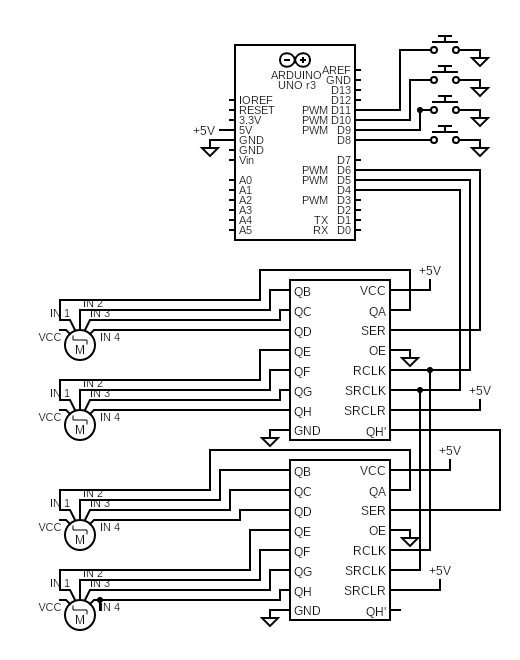 ARDUINO
UNO r3
AREF
GND
D13
D12
IOREF
RESET PWM D11
3.3V PWM D10
+5V 5V PWM D9
GND D8
GND
Vin D7
PWM D6
A0 PWM D5
A1 D4
A2 PWM D3
A3 D2
A4 TX D1
A5 RX D0
+5V
QB VCC
IN 2
IN 1 IN 3 QC QA
VCC IN 4 QD SER
M
QE OE
QF RCLK
IN 2
IN 1 IN 3 QG SRCLK +5V
VCC IN 4 QH SRCLR
M
GND QH'
+5V
QB VCC
IN 2
IN 1 IN 3 QC QA
QD SER
VCC IN 4
M
QE OE
QF RCLK
IN 2
IN 1 IN 3 QG SRCLK +5V
QH SRCLR
VCC IN 4
M
GND QH'